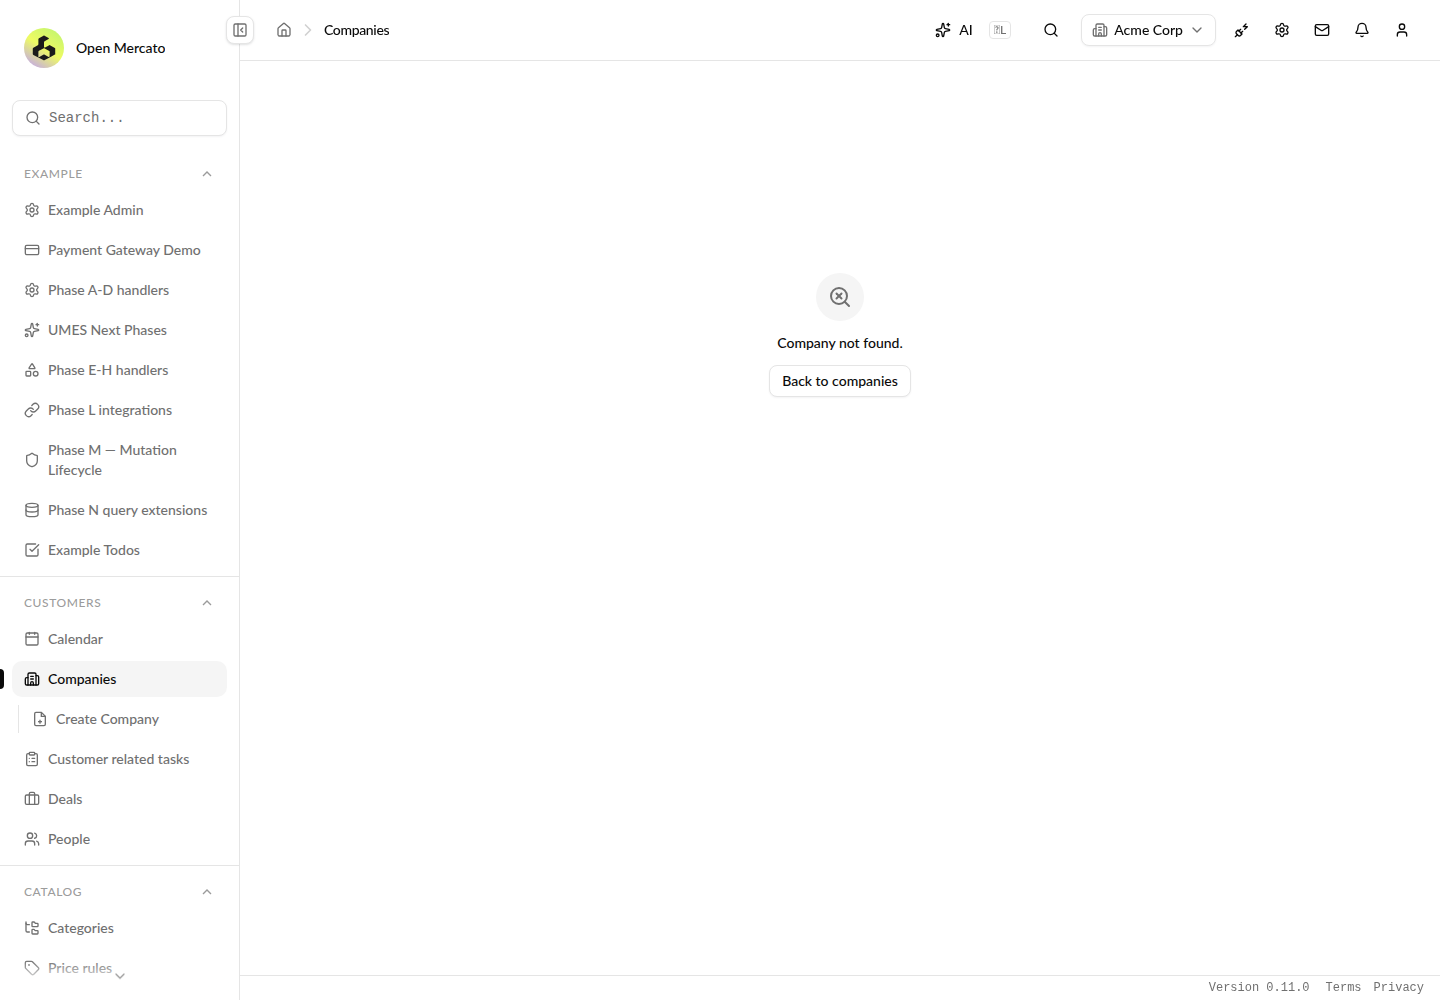 Open Mercato
Companies
AI
L
Acme Corp
Search...
EXAMPLE
Example Admin
Payment Gateway Demo
Phase A-D handlers
UMES Next Phases
Phase E-H handlers
Phase L integrations
Phase M — Mutation
Lifecycle
Phase N query extensions
Example Todos
CUSTOMERS
Calendar
Companies
Create Company
Customer related tasks
Deals
People
CATALOG
Categories
Price rules
Company not found.
Back to companies
Version 0.11.0 Terms Privacy